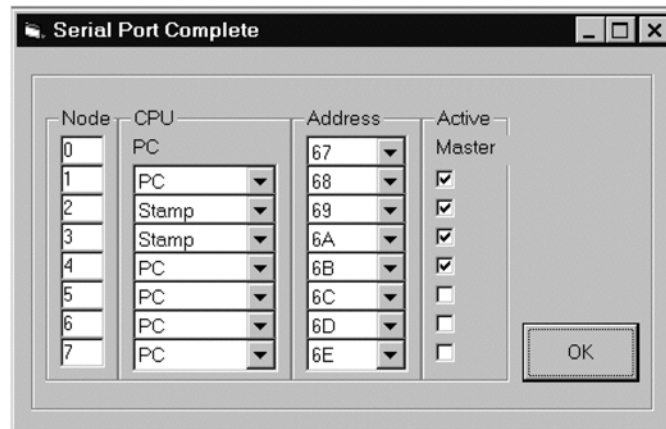 Serial Port Complete
Node CPU Address Active
0 PC 67 Master
1 PC 68
2 Stamp 69
3 Stamp 6A
4 PC 6B
5 PC 6C
6 PC 6D
7 PC 6E
OK